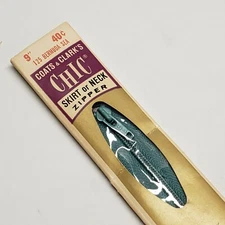 9" 40¢
125 BERMUDA SEA
COATS & CLARK'S
CHIC
SKIRT or NECK
ZIPPER